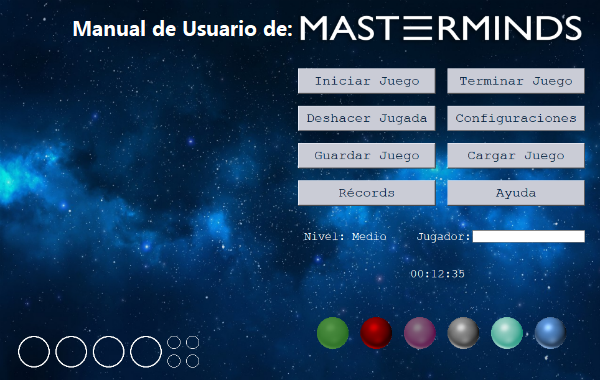 Manual de Usuario de: MASTERMINDS
Iniciar Juego Terminar Juego
Deshacer Jugada Configuraciones
Guardar Juego Cargar Juego
Récords Ayuda
Nivel: Medio Jugador:
00:12:35